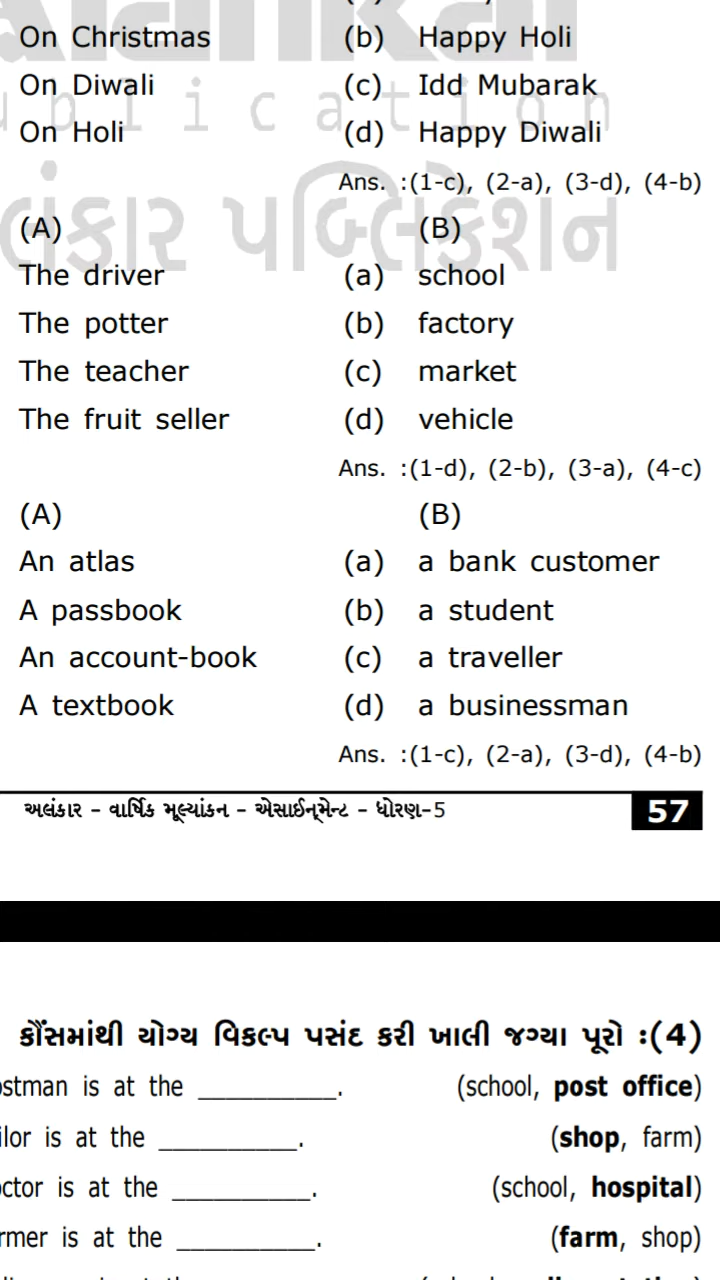 On Christmas (b) Happy Holi
On Diwali (c) Idd Mubarak
On Holi (d) Happy Diwali
Ans. :(1-c), (2-a), (3-d), (4-b)
(A) (B)
The driver (a) school
The potter (b) factory
The teacher (c) market
The fruit seller (d) vehicle
Ans. :(1-d), (2-b), (3-a), (4-c)
(A) (B)
An atlas (a) a bank customer
A passbook (b) a student
An account-book (c) a traveller
A textbook (d) a businessman
Ans. :(1-c), (2-a), (3-d), (4-b)
અલંકાર – વાર્ષિક મૂલ્યાંકન – એસાઈન્મેન્ટ – ધોરણ-5 57
કૌંસમાંથી યોગ્ય વિકલ્પ પસંદ કરી ખાલી જગ્યા પૂરો :(4)
stman is at the __________. (school, post office)
ilor is at the __________. (shop, farm)
ctor is at the __________. (school, hospital)
rmer is at the __________. (farm, shop)